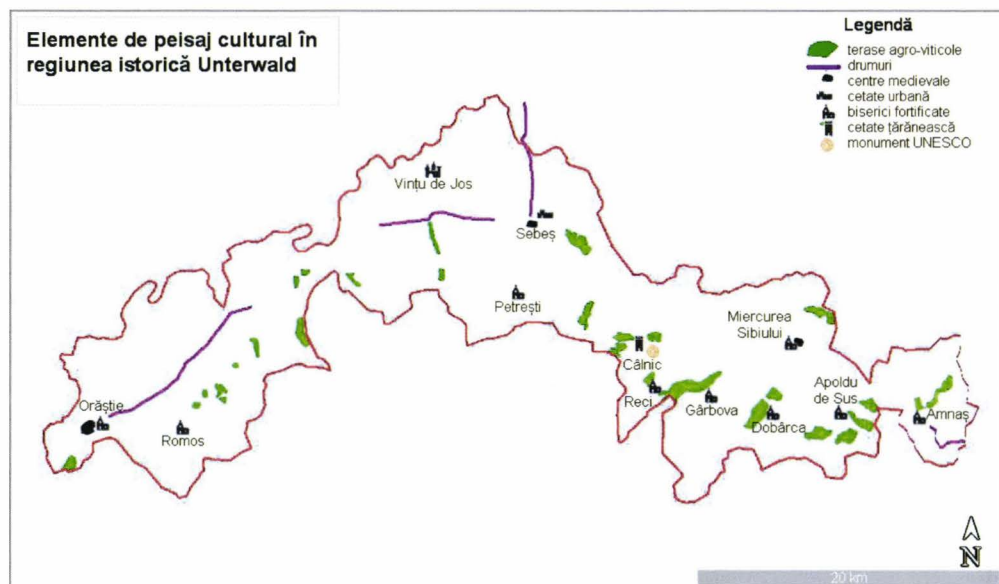 Elemente de peisaj cultural în
regiunea istorică Unterwald
Legendă
terase agro-viticole
drumuri
centre medievale
cetate urbană
biserici fortificate
cetate țărănească
monument UNESCO
Vințu de Jos
Sebeș
Petrești
Miercurea
Sibiului
Câlnic
Reci
Gârbova
Dobârca
Apoldu
de Sus
Amnaș
Orăștie
Romos
N
20 km